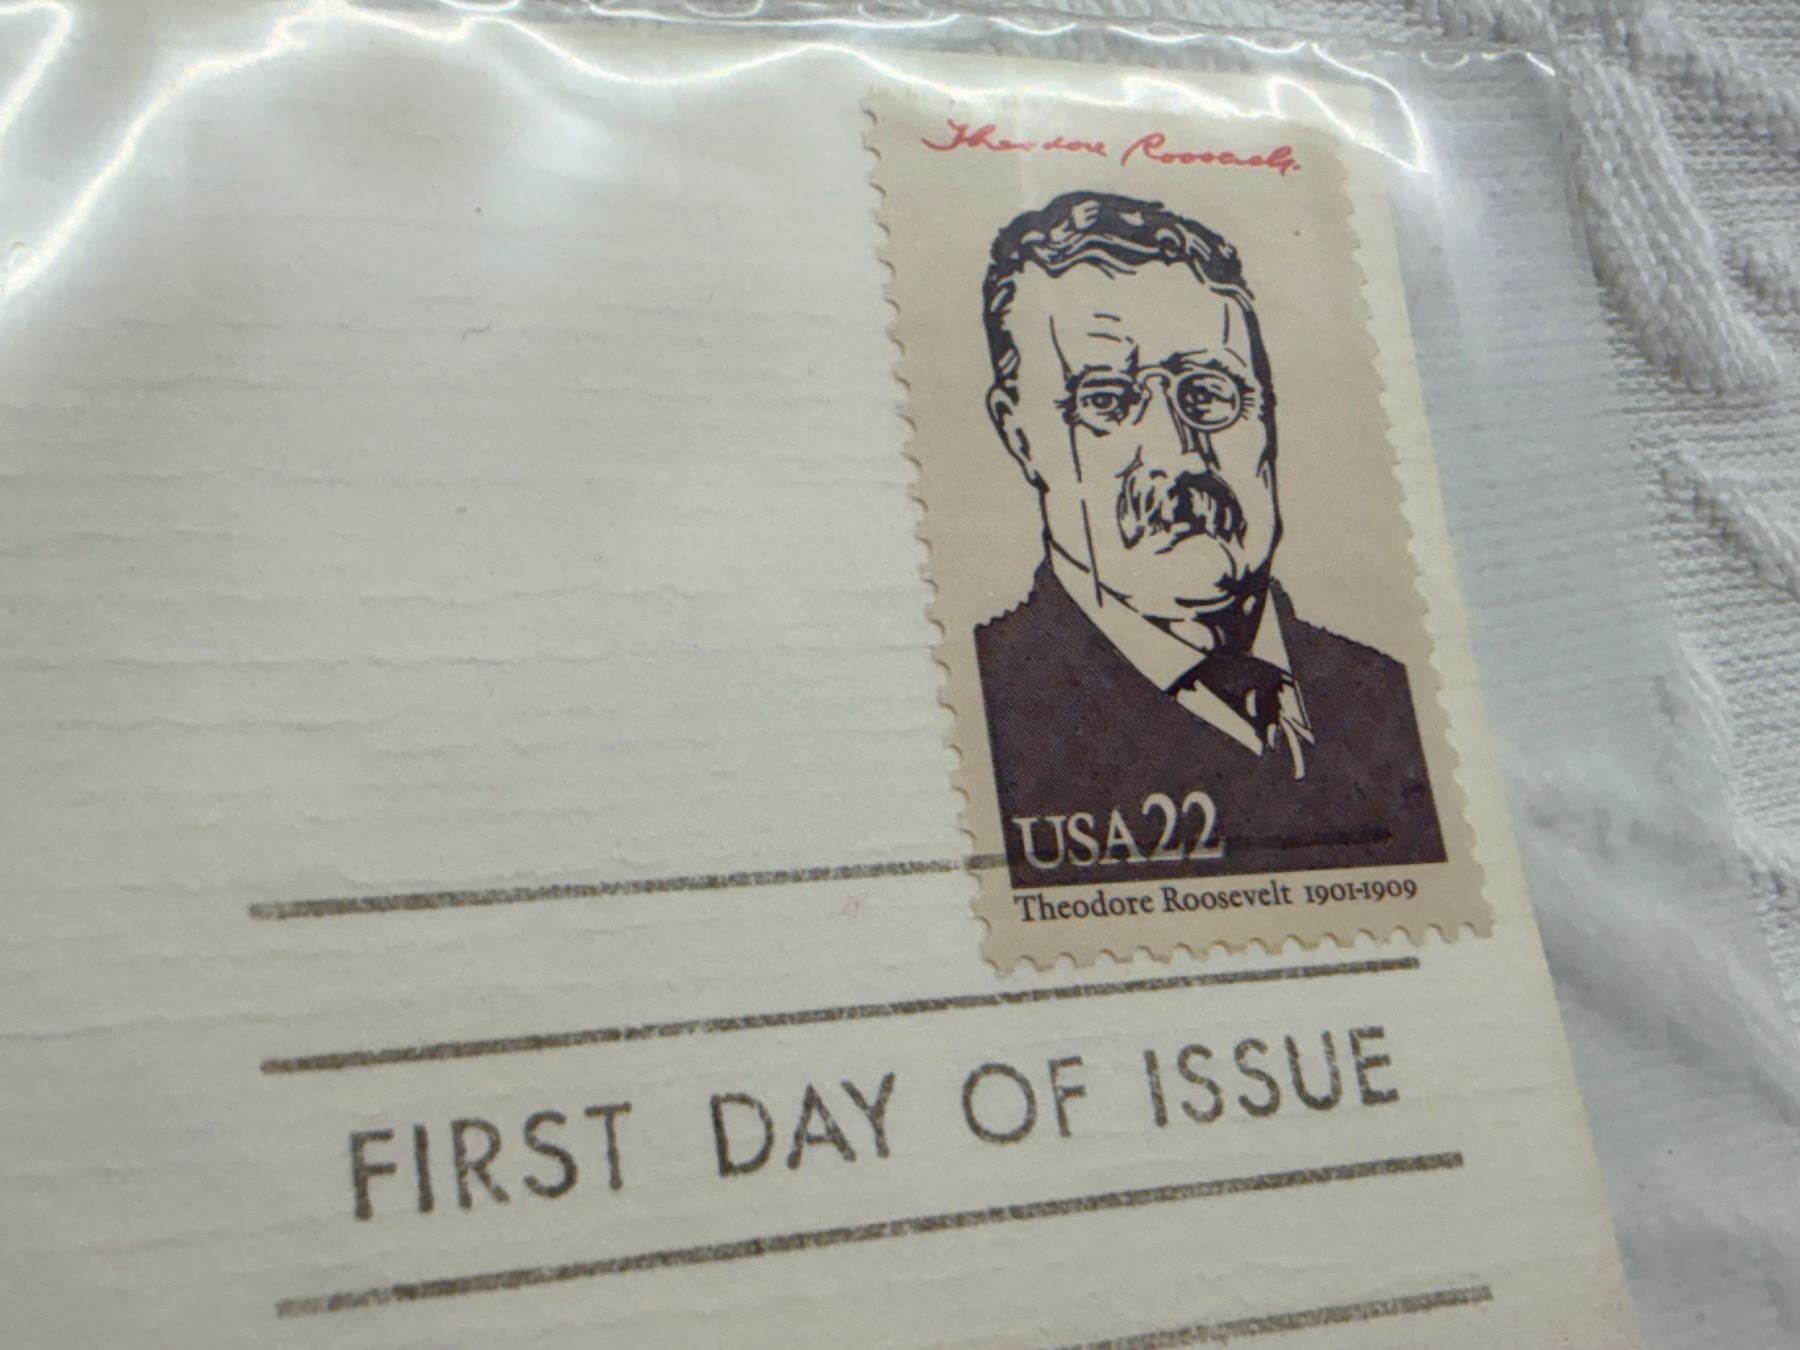 Theodore Roosevelt.
USA22
Theodore Roosevelt 1901-1909
FIRST DAY OF ISSUE